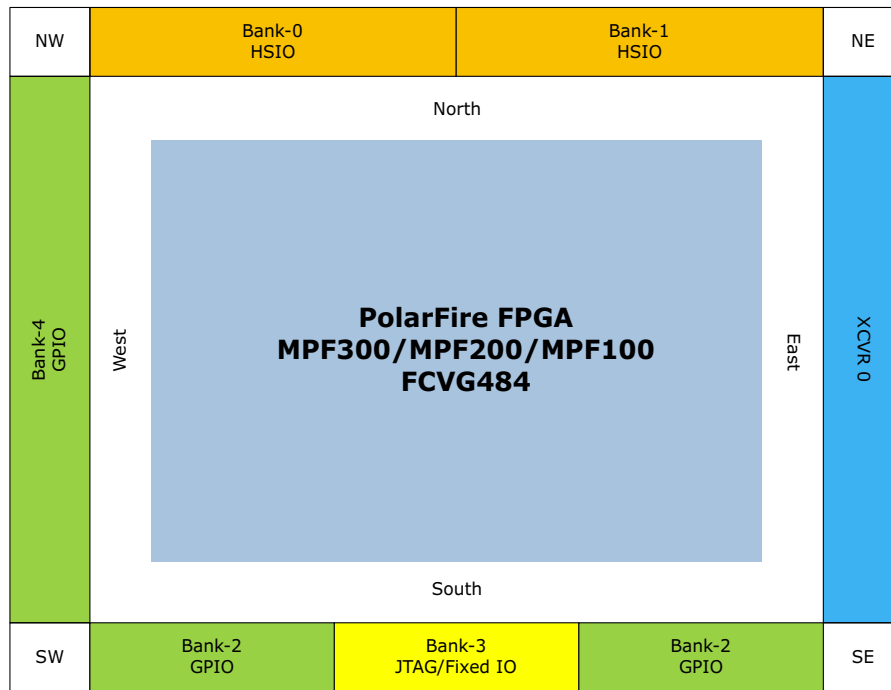 NW
Bank-0
HSIO
Bank-1
HSIO
NE
North
Bank-4
GPIO
West
PolarFire FPGA
MPF300/MPF200/MPF100
FCVG484
East
XCVR 0
South
SW
Bank-2
GPIO
Bank-3
JTAG/Fixed IO
Bank-2
GPIO
SE